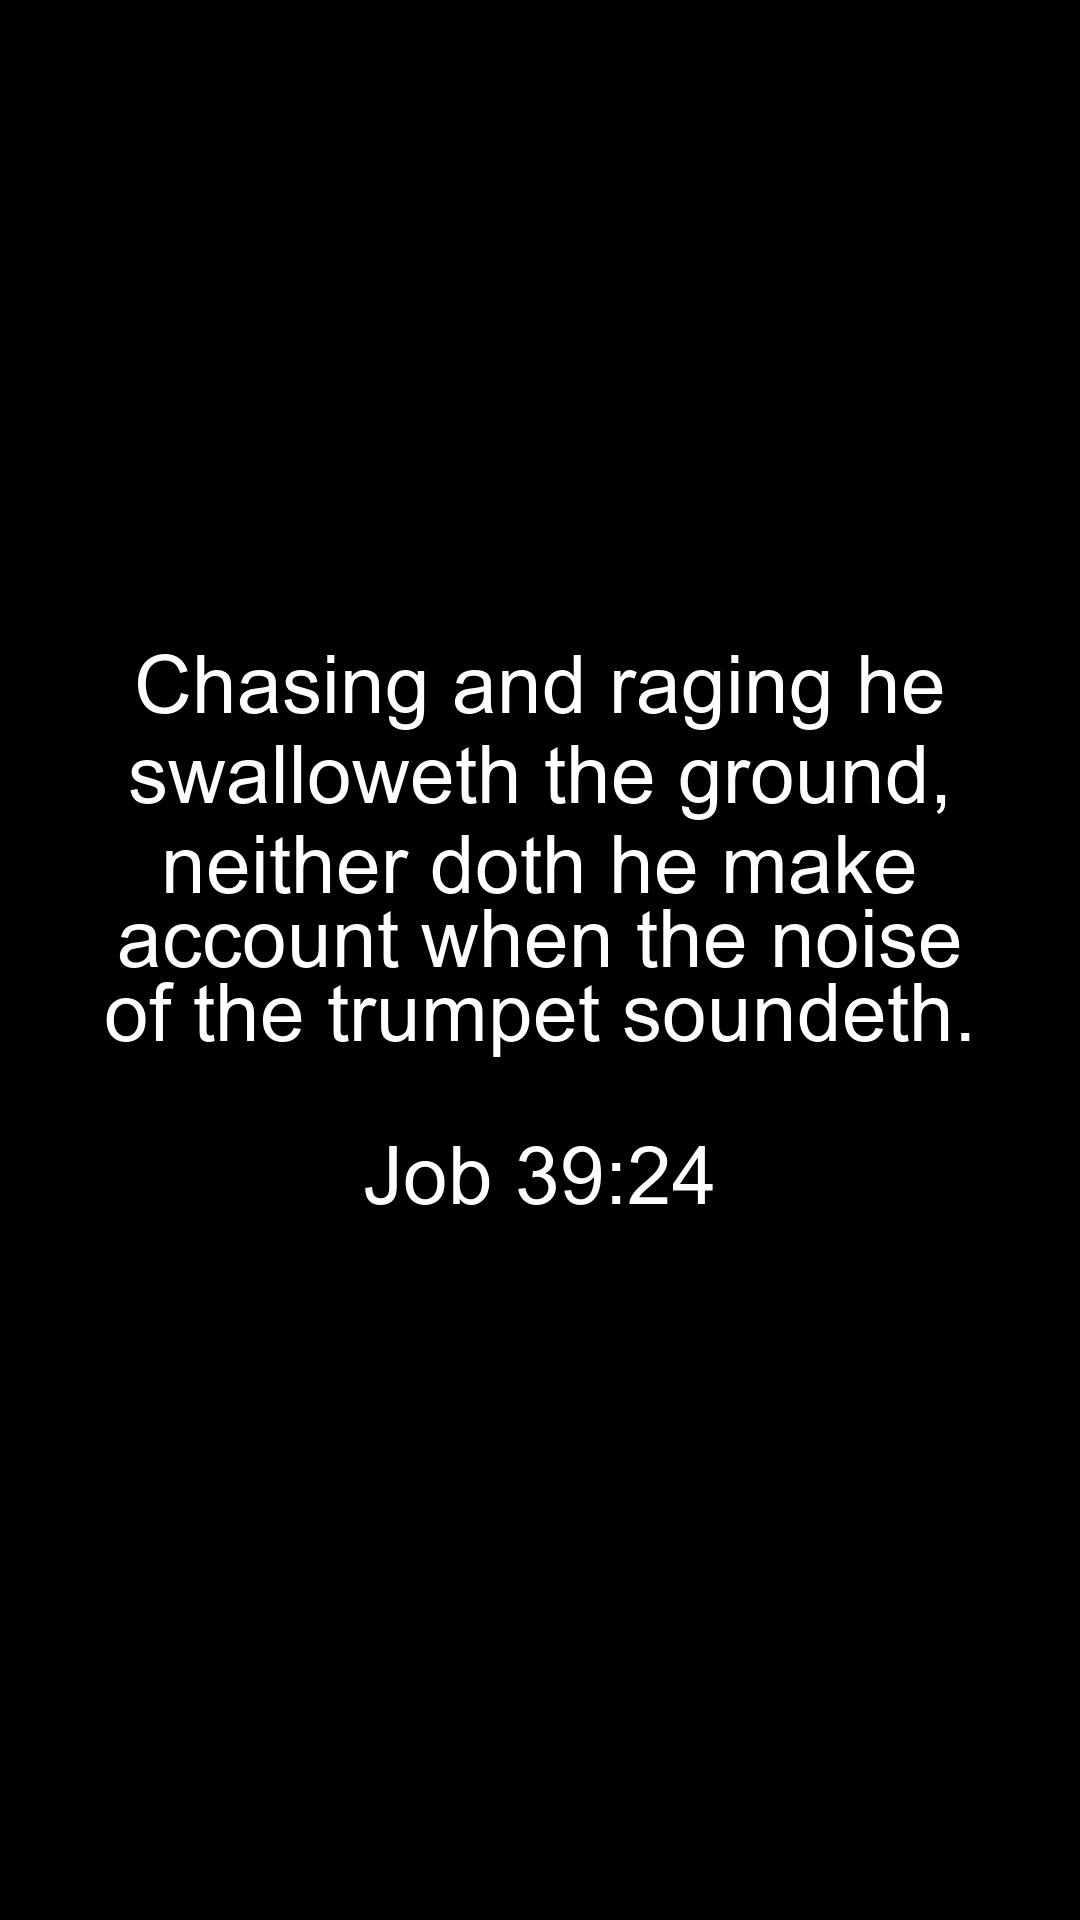 Chasing and raging he
swalloweth the ground,
neither doth he make
account when the noise
of the trumpet soundeth.
Job 39:24